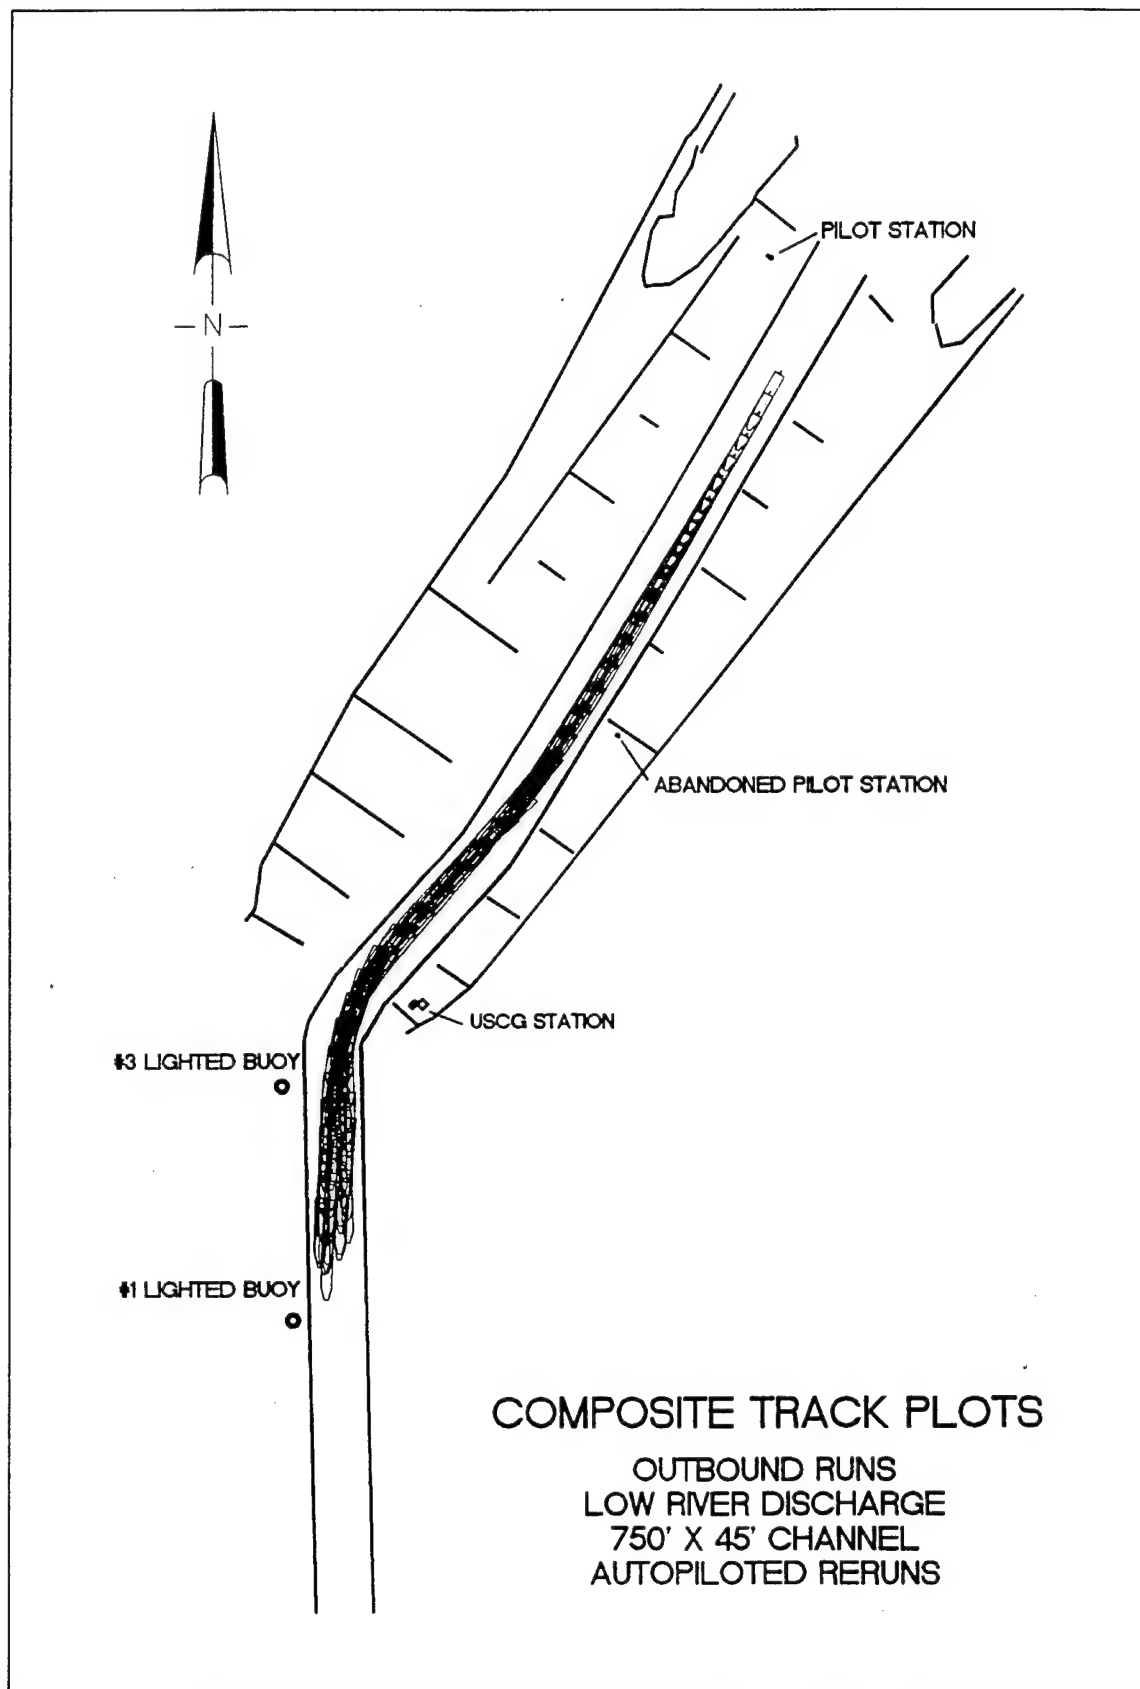 PILOT STATION
-N-
ABANDONED PILOT STATION
USCG STATION
#3 LIGHTED BUOY
#1 LIGHTED BUOY
COMPOSITE TRACK PLOTS
OUTBOUND RUNS
LOW RIVER DISCHARGE
750' X 45' CHANNEL
AUTOPILOTED RERUNS